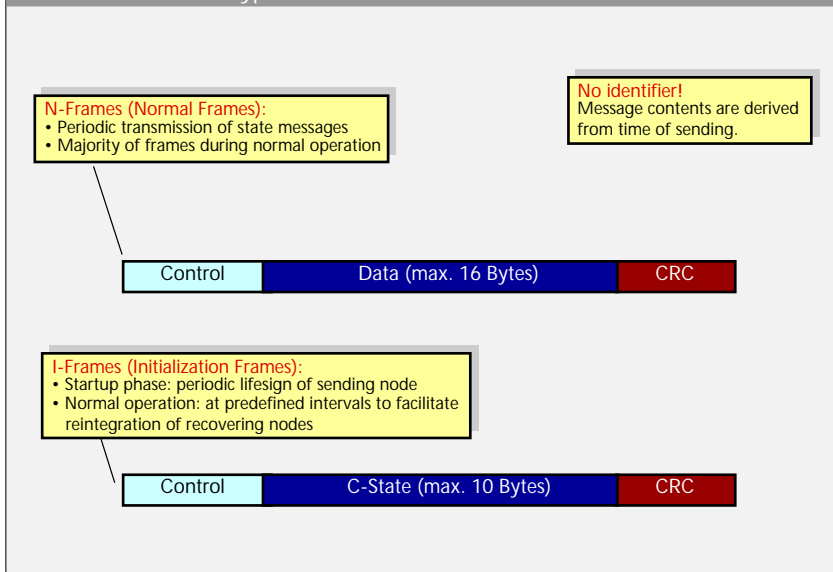 N-Frames (Normal Frames):
• Periodic transmission of state messages
• Majority of frames during normal operation
No identifier!
Message contents are derived
from time of sending.
Control Data (max. 16 Bytes) CRC
I-Frames (Initialization Frames):
• Startup phase: periodic lifesign of sending node
• Normal operation: at predefined intervals to facilitate
reintegration of recovering nodes
Control C-State (max. 10 Bytes) CRC